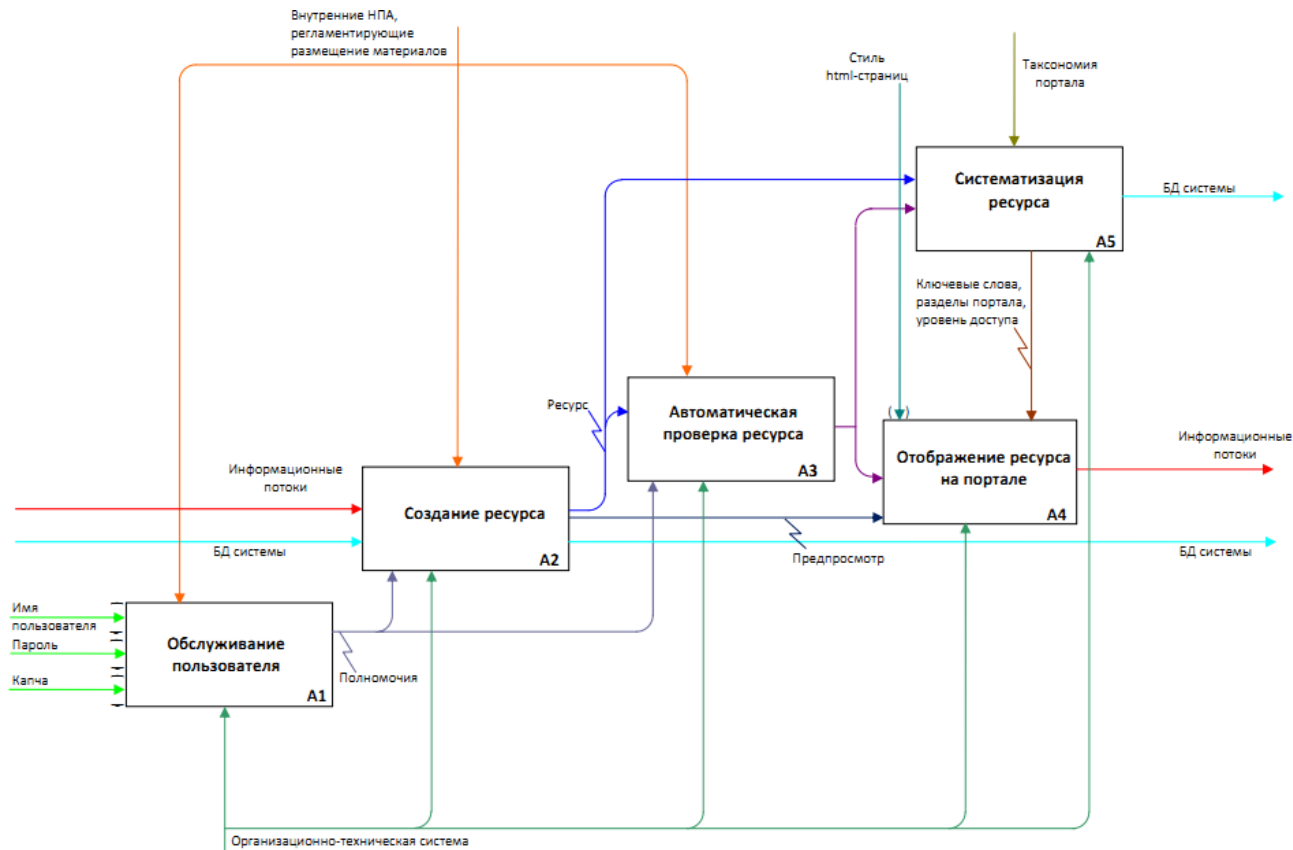 Внутренние НПА,
регламентирующие
размещение материалов
Стиль
html-страниц
Таксономия
портала
Систематизация
ресурса
A5
БД системы
Ключевые слова,
разделы портала,
уровень доступа
Ресурс
Автоматическая
проверка ресурса
A3
( )
Отображение ресурса
на портале
A4
Информационные
потоки
Информационные
потоки
Создание ресурса
A2
БД системы
Предпросмотр
БД системы
Имя
пользователя
Пароль
Капча
Обслуживание
пользователя
A1
Полномочия
Организационно-техническая система